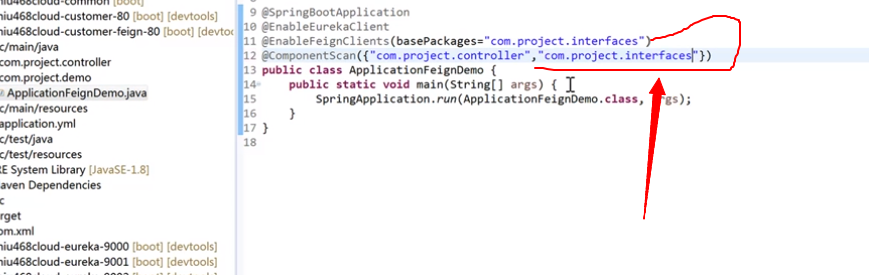 niu468cloud-common [boot]
niu468cloud-customer-80 [boot] [devtools]
niu468cloud-customer-feign-80 [boot] [devto
c/main/java
com.project.controller
com.project.demo
ApplicationFeignDemo.java
c/main/resources
application.yml
c/test/java
c/test/resources
RE System Library [JavaSE-1.8]
aven Dependencies
c
rget
om.xml
niu468cloud-eureka-9000 [boot] [devtools]
niu468cloud-eureka-9001 [boot] [devtools]
9 @SpringBootApplication
10 @EnableEurekaClient
11 @EnableFeignClients(basePackages="com.project.interfaces")
12 @ComponentScan({"com.project.controller","com.project.interfaces"})
13 public class ApplicationFeignDemo {
14 public static void main(String[] args) {
15 SpringApplication.run(ApplicationFeignDemo.class, args);
16 }
17 }
18